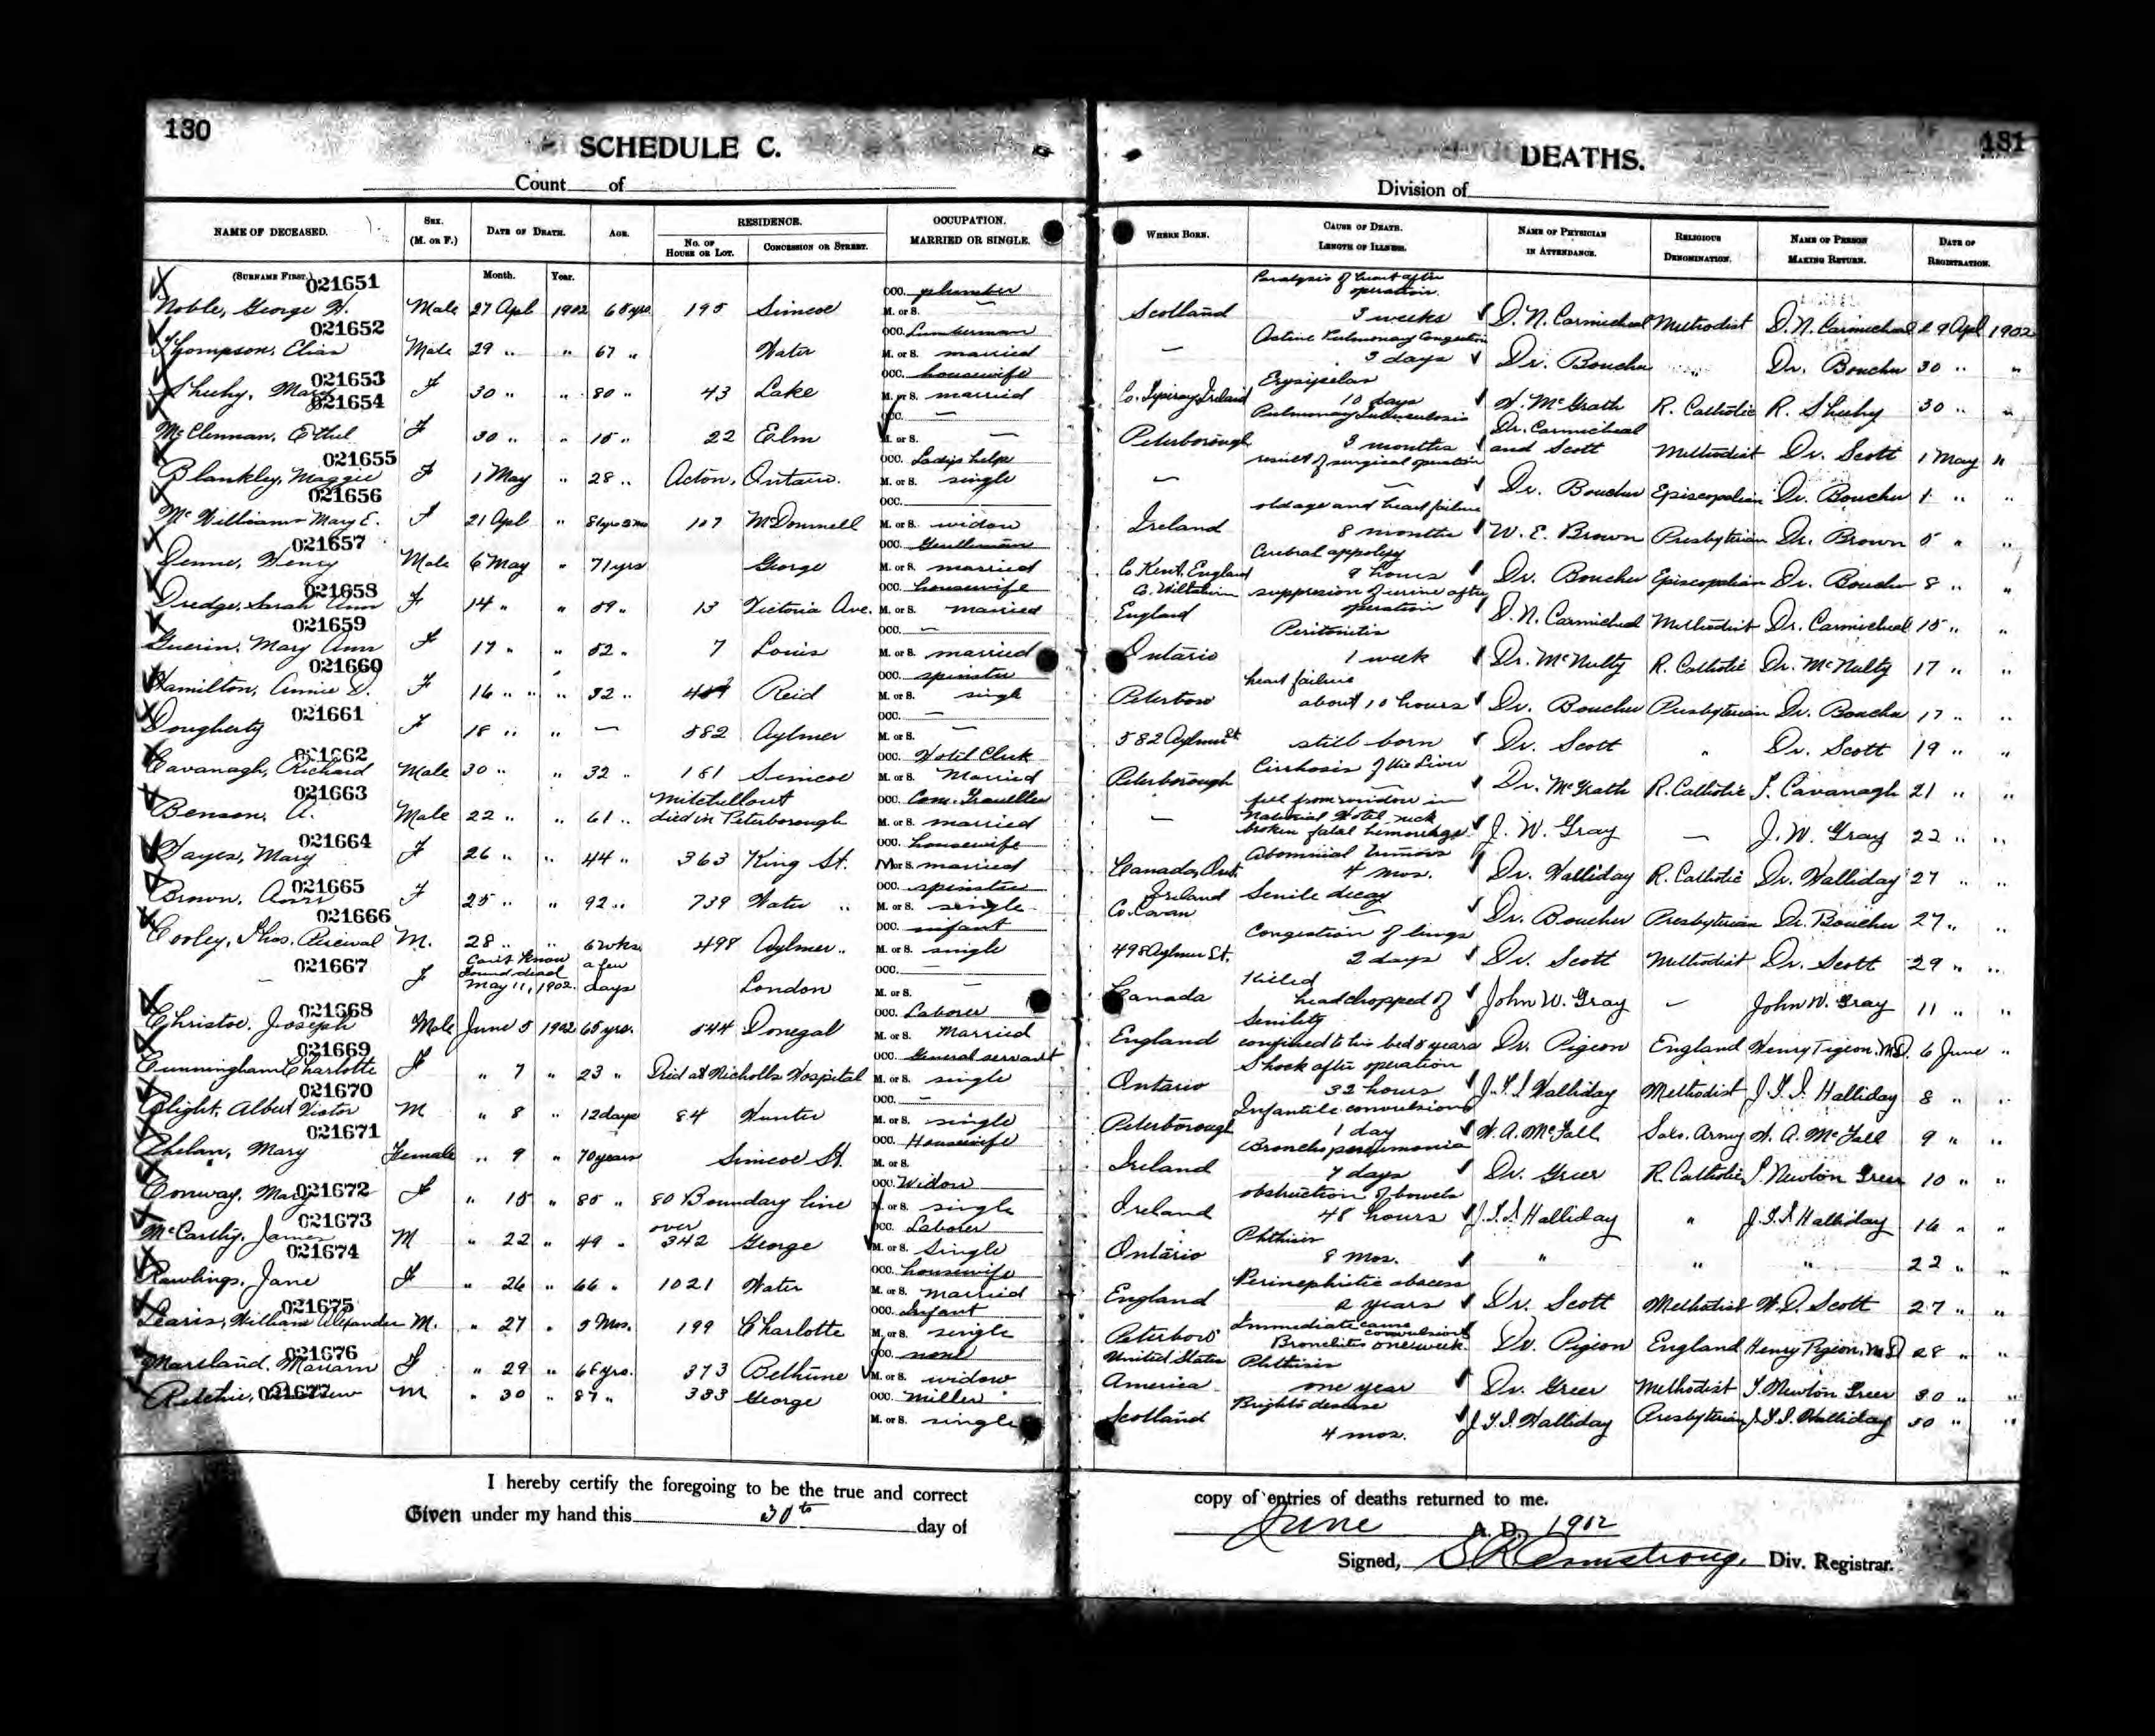 130
SCHEDULE C.
Count of
NAME OF DECEASED. SEX. (M. OR F.) DATE OF DEATH. AGE. RESIDENCE. NO. OF HOUSE OR LOT. CONCESSION OR STREET. OCCUPATION. MARRIED OR SINGLE.
(SURNAME FIRST.) Month. Year.
021651 Occ. plumber
Noble, George H. Male 27 Apl 1902 65 yrs. 195 Simcoe M. or S. —
021652 Occ. Lumberman
Thompson, Elias Male 29 „ „ 67 „ Water M. or S. married
021653 Occ. housewife
Sheehy, Mary F 30 „ „ 80 „ 43 Lake M. or S. married
021654 Occ. —
McClennan, Ethel F 30 „ „ 15 „ 22 Elm M. or S. —
021655 Occ. Ladys help
Blankley, Maggie F 1 May „ 28 „ Acton, Ontario. M. or S. single
021656 Occ.
McWilliams Mary E. F 21 Apl „ 81 yrs 3 mo 107 McDonnell M. or S. widow
021657 Occ. Gentleman
Denne, Henry Male 6 May „ 71 yrs George M. or S. married
021658 Occ. housewife
Dredge, Sarah Ann F 14 „ „ 59 „ 13 Victoria Ave. M. or S. married
021659 Occ. —
Guerin, Mary Ann F 17 „ „ 52 „ 7 Louis M. or S. married
021660 Occ. spinster
Hamilton, Annie D. F 16 „ „ „ 32 „ Reid M. or S. single
021661 Occ. —
Dougherty F 18 „ „ — 582 Aylmer M. or S. —
021662 Occ. Hotel Clerk
Cavanagh, Richard Male 30 „ „ 32 „ 181 Simcoe M. or S. Married
021663 Mitchell ont Occ. Com. Traveller
Benson, A. Male 22 „ „ 61 „ died in Peterborough M. or S. married
021664 Occ. housewife
Hayes, Mary F 26 „ „ 44 „ 363 King St. M or S. married
021665 Occ. spinster
Brown, Ann F 25 „ „ 92 „ 739 Water „ M. or S. single
021666 Occ. infant
Cooley, Thos. Percival M. 28 „ „ 6 wks. 498 Aylmer „ M. or S. single
021667 Can't Know a few Occ. —
— F found dead May 11, 1902. days London M. or S. —
021668 Occ. Laborer
Christoe, Joseph Male June 5 1902 65 yrs. 544 Donegal M. or S. Married
021669 Occ. General servant
Cunningham Charlotte F „ 7 „ 23 „ Died at Nicholls Hospital M. or S. single
021670 Occ. —
Blight, Albert Victor M „ 8 „ 12 days 84 Hunter M. or S. single
021671 Occ. Housewife
Phelan, Mary Female „ 9 „ 70 years Simcoe St. M. or S.
021672 Occ. Widow
Conway, Mary F „ 15 „ 85 „ 80 Boundary line M. or S. single
021673 over Occ. Laborer
McCarthy, James M „ 22 „ 49 „ 342 George M. or S. Single
021674 Occ. housewife
Rawlings, Jane F „ 26 „ 66 „ 1021 Water M. or S. married
021675 Occ. Infant
Learis, William Alexander M. „ 27 „ 5 Mos. 199 Charlotte M. or S. single
021676 Occ. none
Mariann F „ 29 „ 66 yrs. 373 Bethune M. or S. widow
021677 Occ. Miller
Ritchie, Andrew M „ 30 „ 87 „ 383 George M. or S. single
I hereby certify the foregoing to be the true and correct
Given under my hand this 30th day of
131
DEATHS.
Division of
WHERE BORN. CAUSE OF DEATH. LENGTH OF ILLNESS. NAME OF PHYSICIAN IN ATTENDANCE. RELIGIOUS DENOMINATION. NAME OF PERSON MAKING RETURN. DATE OF REGISTRATION.
Paralysis of heart after operation.
Scotland 3 weeks D. N. Carmichael Methodist D. N. Carmichael 29 Apl 1902
Active Pulmonary Congestion
— 3 days Dr. Boucher „ Dr. Boucher 30 „ „
Erysipelas
Co. Tiperary, Ireland 10 days W. McGrath R. Catholic R. Sheehy 30 „ „
Pulmonary Tuberculosis Dr. Carmichael
Peterborough 3 months and Scott Methodist Dr. Scott 1 May „
result of surgical operation
— — Dr. Boucher Episcopalian Dr. Boucher 1 „ „
old age and heart failure
Ireland 8 months W. E. Brown Presbyterian Dr. Brown 5 „ „
Cerebral appoplexy
Co. Kent, England 9 hours Dr. Boucher Episcopalian Dr. Boucher 8 „ „
Co. Wiltshire suppresion of urine after
England operation D. N. Carmichael Methodist Dr. Carmichael 15 „ „
Peritonitis
Ontario 1 week Dr. McNulty R. Catholic Dr. McNulty 17 „ „
heart failure
Peterboro about 10 hours Dr. Boucher Presbyterian Dr. Boucher 17 „ „
582 Aylmer St. still born Dr. Scott „ Dr. Scott 19 „ „
Cirrhosis of the Liver
Peterborough — Dr. McGrath R. Catholic Cavanagh 21 „ „
fell from window in
— National Hotel, neck
broken fatal hemorrhage. J. W. Gray — J. W. Gray 22 „ „
Abominial Tumors
Canada, Ont. 4 mos. Dr. Halliday R. Catholic Dr. Halliday 27 „ „
Ireland Senile decay
Co. Cavan — Dr. Boucher Presbyterian Dr. Boucher 27 „ „
Congestion of lungs
498 Aylmer St. 2 days Dr. Scott Methodist Dr. Scott 29 „ „
Killed
Canada head chopped of John W. Gray — John W. Gray 11 „ „
Senility
England confined to his bed 8 years Dr. Pigeon England Henry Pigeon, M.D. 6 June „
Shock after operation
Ontario 32 hours J. T. S. Halliday Methodist J. T. S. Halliday 8 „ „
Infantile convulsions
Peterborough 1 day W. A. McFall Salv. Army W. A. McFall 9 „ „
Broncho pneumonia
Ireland 7 days Dr. Greer R. Catholic T. Newton Greer 10 „ „
obstruction of bowels
Ireland 48 hours J. T. S. Halliday „ J. T. S. Halliday 16 „ „
Phthisis
Ontario 8 Mos. „ „ „ 22 „ „
Perinephritic abscess
England 2 years Dr. Scott Methodist W. D. Scott 27 „ „
Immediate cause convulsions
Peterboro Bronchites one week Dr. Pigeon England Henry Pigeon, M.D. 28 „ „
United States Phthisis
America one year Dr. Greer Methodist T. Newton Greer 30 „ „
Brights desease
Scotland 4 mos. J. T. S. Halliday Presbyterian J. T. S. Halliday 30 „ „
copy of entries of deaths returned to me.
June A. D. 1902
Signed, S. R. Armstrong, Div. Registrar.